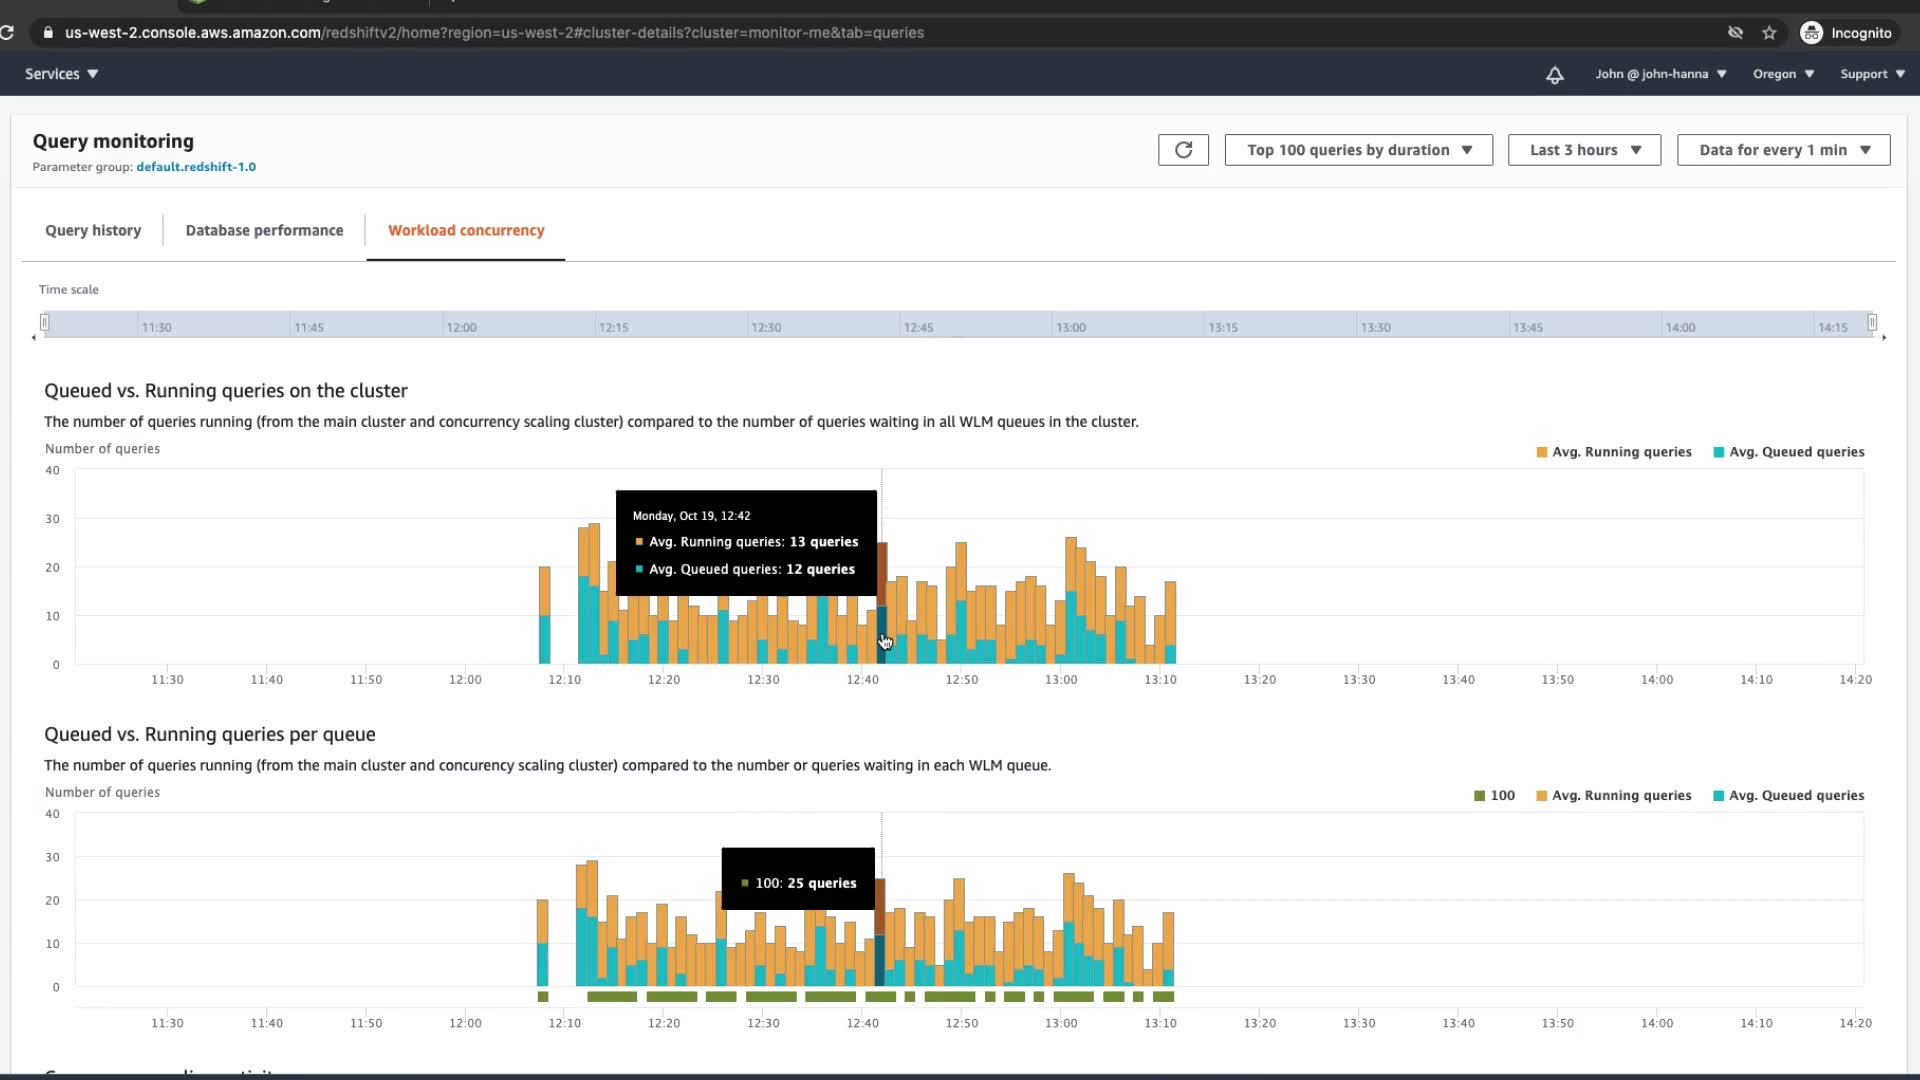 us-west-2.console.aws.amazon.com/redshiftv2/home?region=us-west-2#cluster-details?cluster=monitor-me&tab=queries
Incognito
Services
John @ john-hanna
Oregon
Support
Query monitoring
Parameter group: default.redshift-1.0
Top 100 queries by duration
Last 3 hours
Data for every 1 min
Query history
Database performance
Workload concurrency
Time scale
11:30 11:45 12:00 12:15 12:30 12:45 13:00 13:15 13:30 13:45 14:00 14:15
Queued vs. Running queries on the cluster
The number of queries running (from the main cluster and concurrency scaling cluster) compared to the number of queries waiting in all WLM queues in the cluster.
Number of queries
Avg. Running queries
Avg. Queued queries
40
30
20
10
0
Monday, Oct 19, 12:42
Avg. Running queries: 13 queries
Avg. Queued queries: 12 queries
11:30 11:40 11:50 12:00 12:10 12:20 12:30 12:40 12:50 13:00 13:10 13:20 13:30 13:40 13:50 14:00 14:10 14:20
Queued vs. Running queries per queue
The number of queries running (from the main cluster and concurency scaling cluster) compared to the number or queries waiting in each WLM queue.
Number of queries
100
Avg. Running queries
Avg. Queued queries
40
30
20
10
0
100: 25 queries
11:30 11:40 11:50 12:00 12:10 12:20 12:30 12:40 12:50 13:00 13:10 13:20 13:30 13:40 13:50 14:00 14:10 14:20